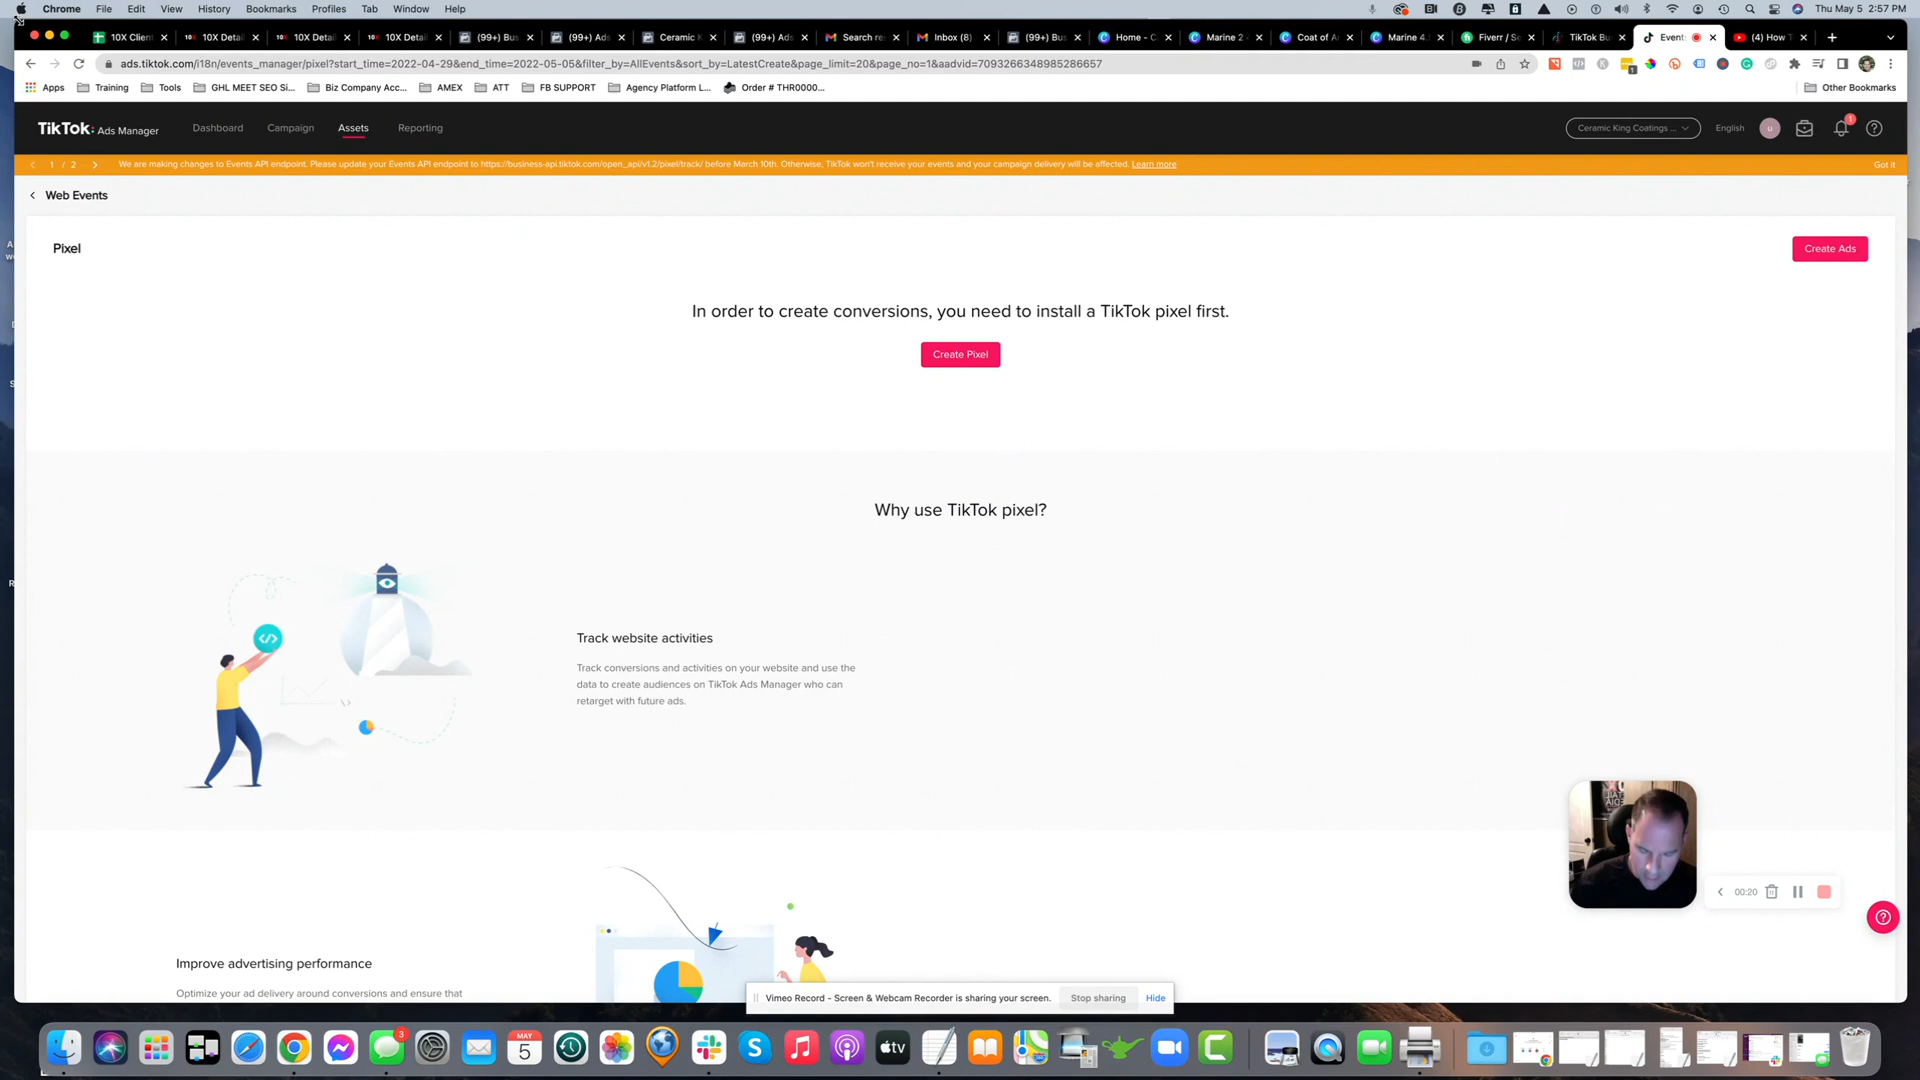 Chrome File Edit View History Bookmarks Profiles Tab Window Help Thu May 5 2:57 PM
10X Client 10X Detail 10X Detail 10X Detail (99+) Bus (99+) Ads Ceramic K (99+) Ads Search res Inbox (8) (99+) Bus Home - C Marine 2 Coat of Ar Marine 4. Fiverr / Se TikTok Bu Event (4) How T
ads.tiktok.com/i18n/events_manager/pixel?start_time=2022-04-29&end_time=2022-05-05&filter_by=AllEvents&sort_by=LatestCreate&page_limit=20&page_no=1&aadvid=7093266348985286657
Apps Training Tools GHL MEET SEO Si... Biz Company Acc... AMEX ATT FB SUPPORT Agency Platform L... Order # THR0000... Other Bookmarks
TikTok: Ads Manager Dashboard Campaign Assets Reporting Ceramic King Coatings ... English u 1
1 / 2 We are making changes to Events API endpoint. Please update your Events API endpoint to https://business-api.tiktok.com/open_api/v1.2/pixel/track/ before March 10th. Otherwise, TikTok won't receive your events and your campaign delivery will be affected. Learn more Got it
Web Events
Pixel
Create Ads
In order to create conversions, you need to install a TikTok pixel first.
Create Pixel
Why use TikTok pixel?
Track website activities
Track conversions and activities on your website and use the
data to create audiences on TikTok Ads Manager who can
retarget with future ads.
00:20
Improve advertising performance
Optimize your ad delivery around conversions and ensure that
Vimeo Record - Screen & Webcam Recorder is sharing your screen. Stop sharing Hide
MAY
5
3
tv